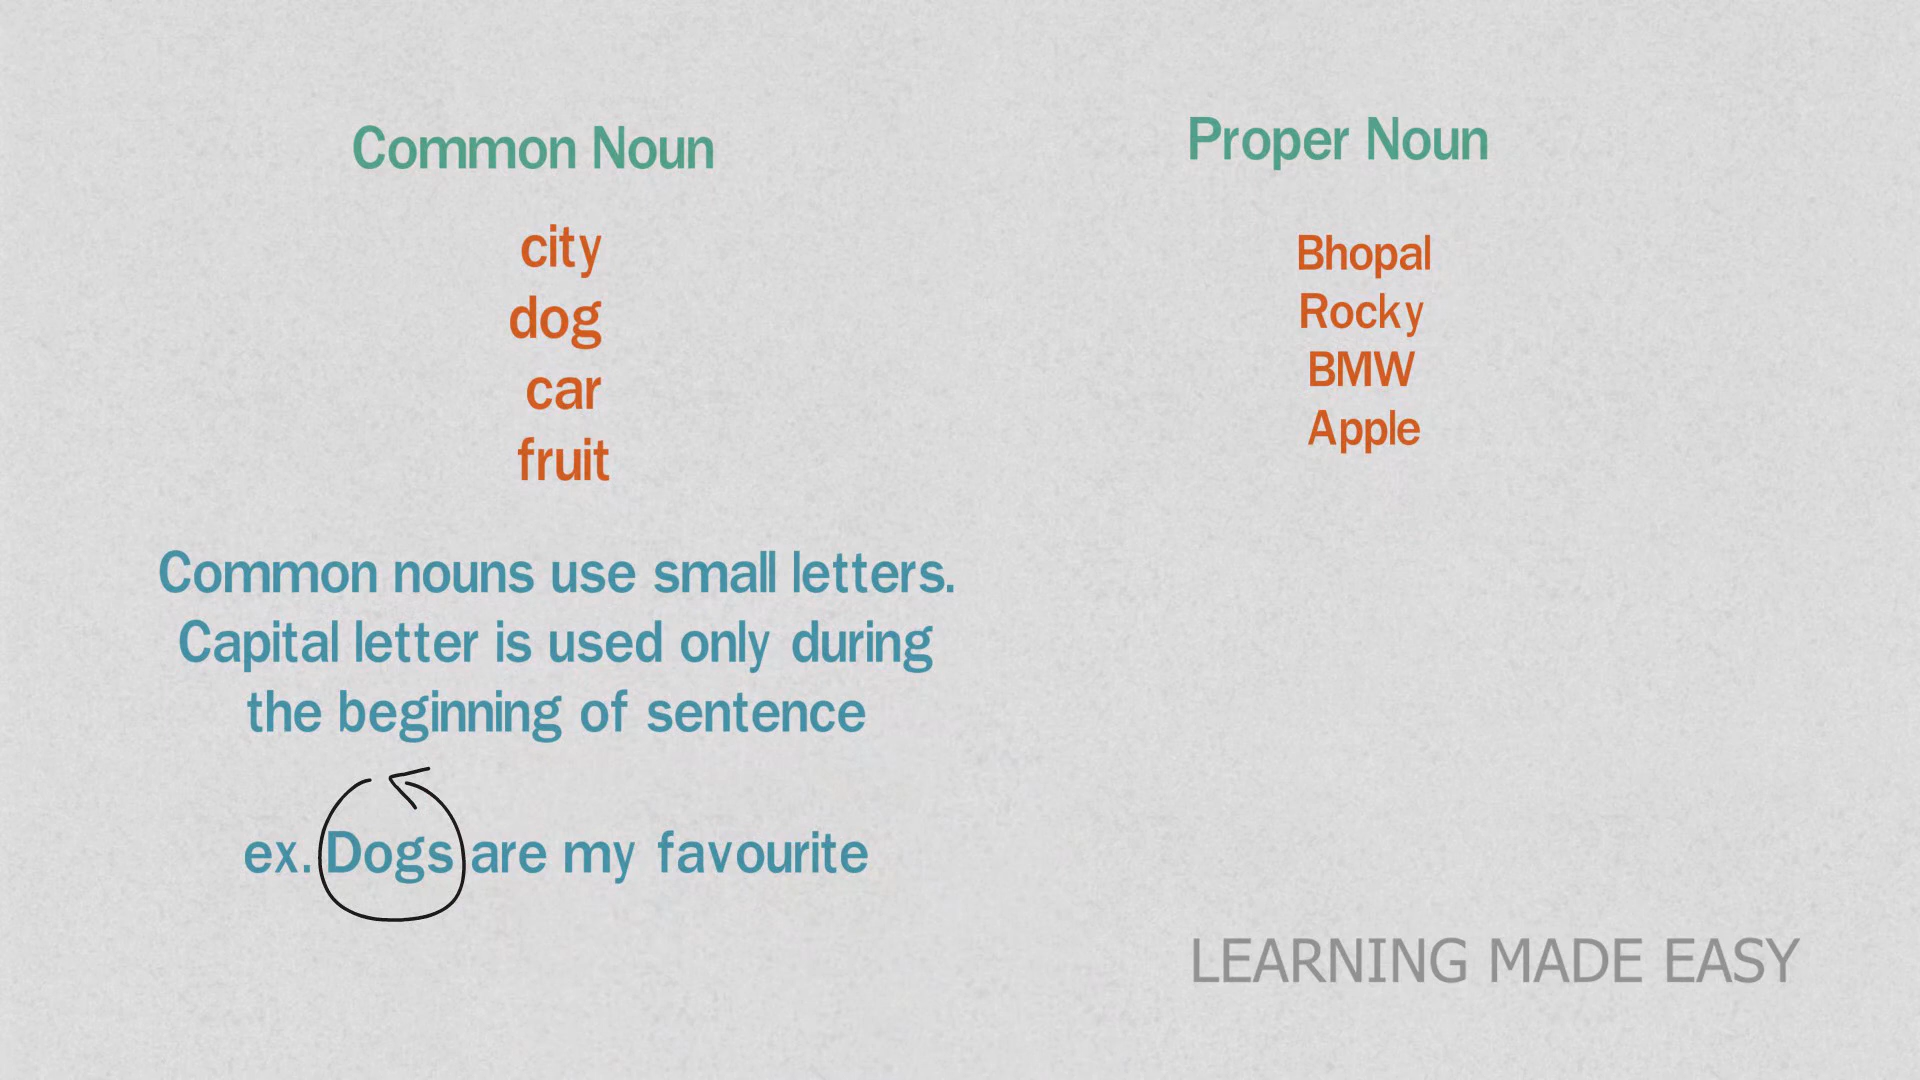 Common Noun
city
dog
car
fruit
Common nouns use small letters.
Capital letter is used only during
the beginning of sentence
ex. Dogs are my favourite
Proper Noun
Bhopal
Rocky
BMW
Apple
LEARNING MADE EASY